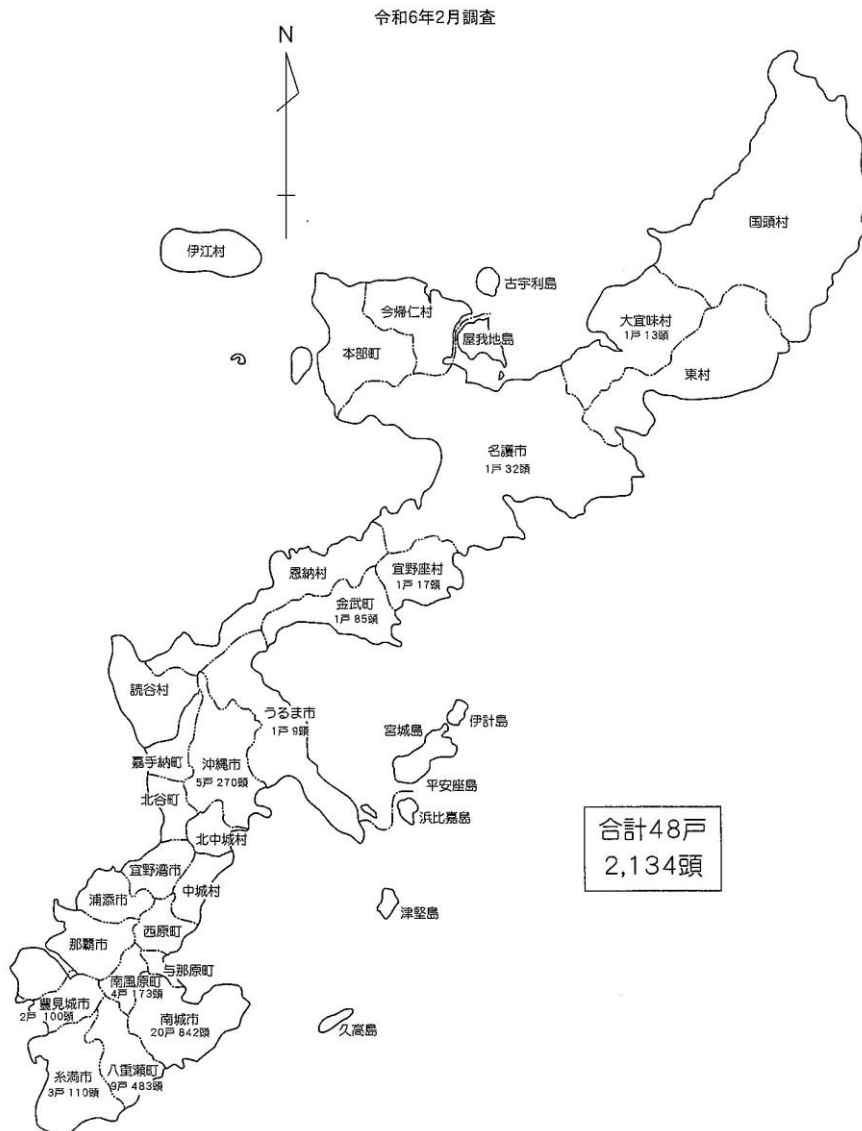 令和6年2月調査
N
国頭村
伊江村
古宇利島
今帰仁村
大宜味村
1戸 13頭
屋我地島
本部町
東村
名護市
1戸 32頭
恩納村
宜野座村
1戸 17頭
金武町
1戸 85頭
読谷村
うるま市
1戸 9頭
伊計島
宮城島
嘉手納町
沖縄市
5戸 270頭
平安座島
北谷町
浜比嘉島
北中城村
合計48戸
2,134頭
宜野湾市
中城村
浦添市
津堅島
西原町
那覇市
与那原町
南風原町
4戸 173頭
豊見城市
2戸 100頭
南城市
20戸 842頭
久高島
八重瀬町
9戸 483頭
糸満市
3戸 110頭